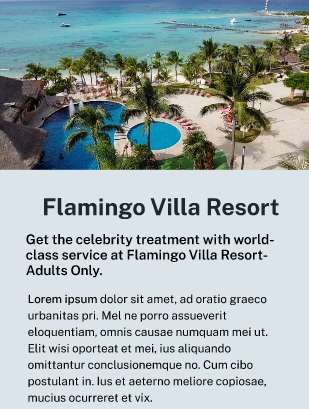 Flamingo Villa Resort
Get the celebrity treatment with world-
class service at Flamingo Villa Resort-
Adults Only.
Lorem ipsum dolor sit amet, ad oratio graeco
urbanitas pri. Mel ne porro assueverit
eloquentiam, omnis causae numquam mei ut.
Elit wisi oporteat et mei, ius aliquando
omittantur conclusionemque no. Cum cibo
postulant in. Ius et aeterno meliore copiosae,
mucius ocurreret et vix.